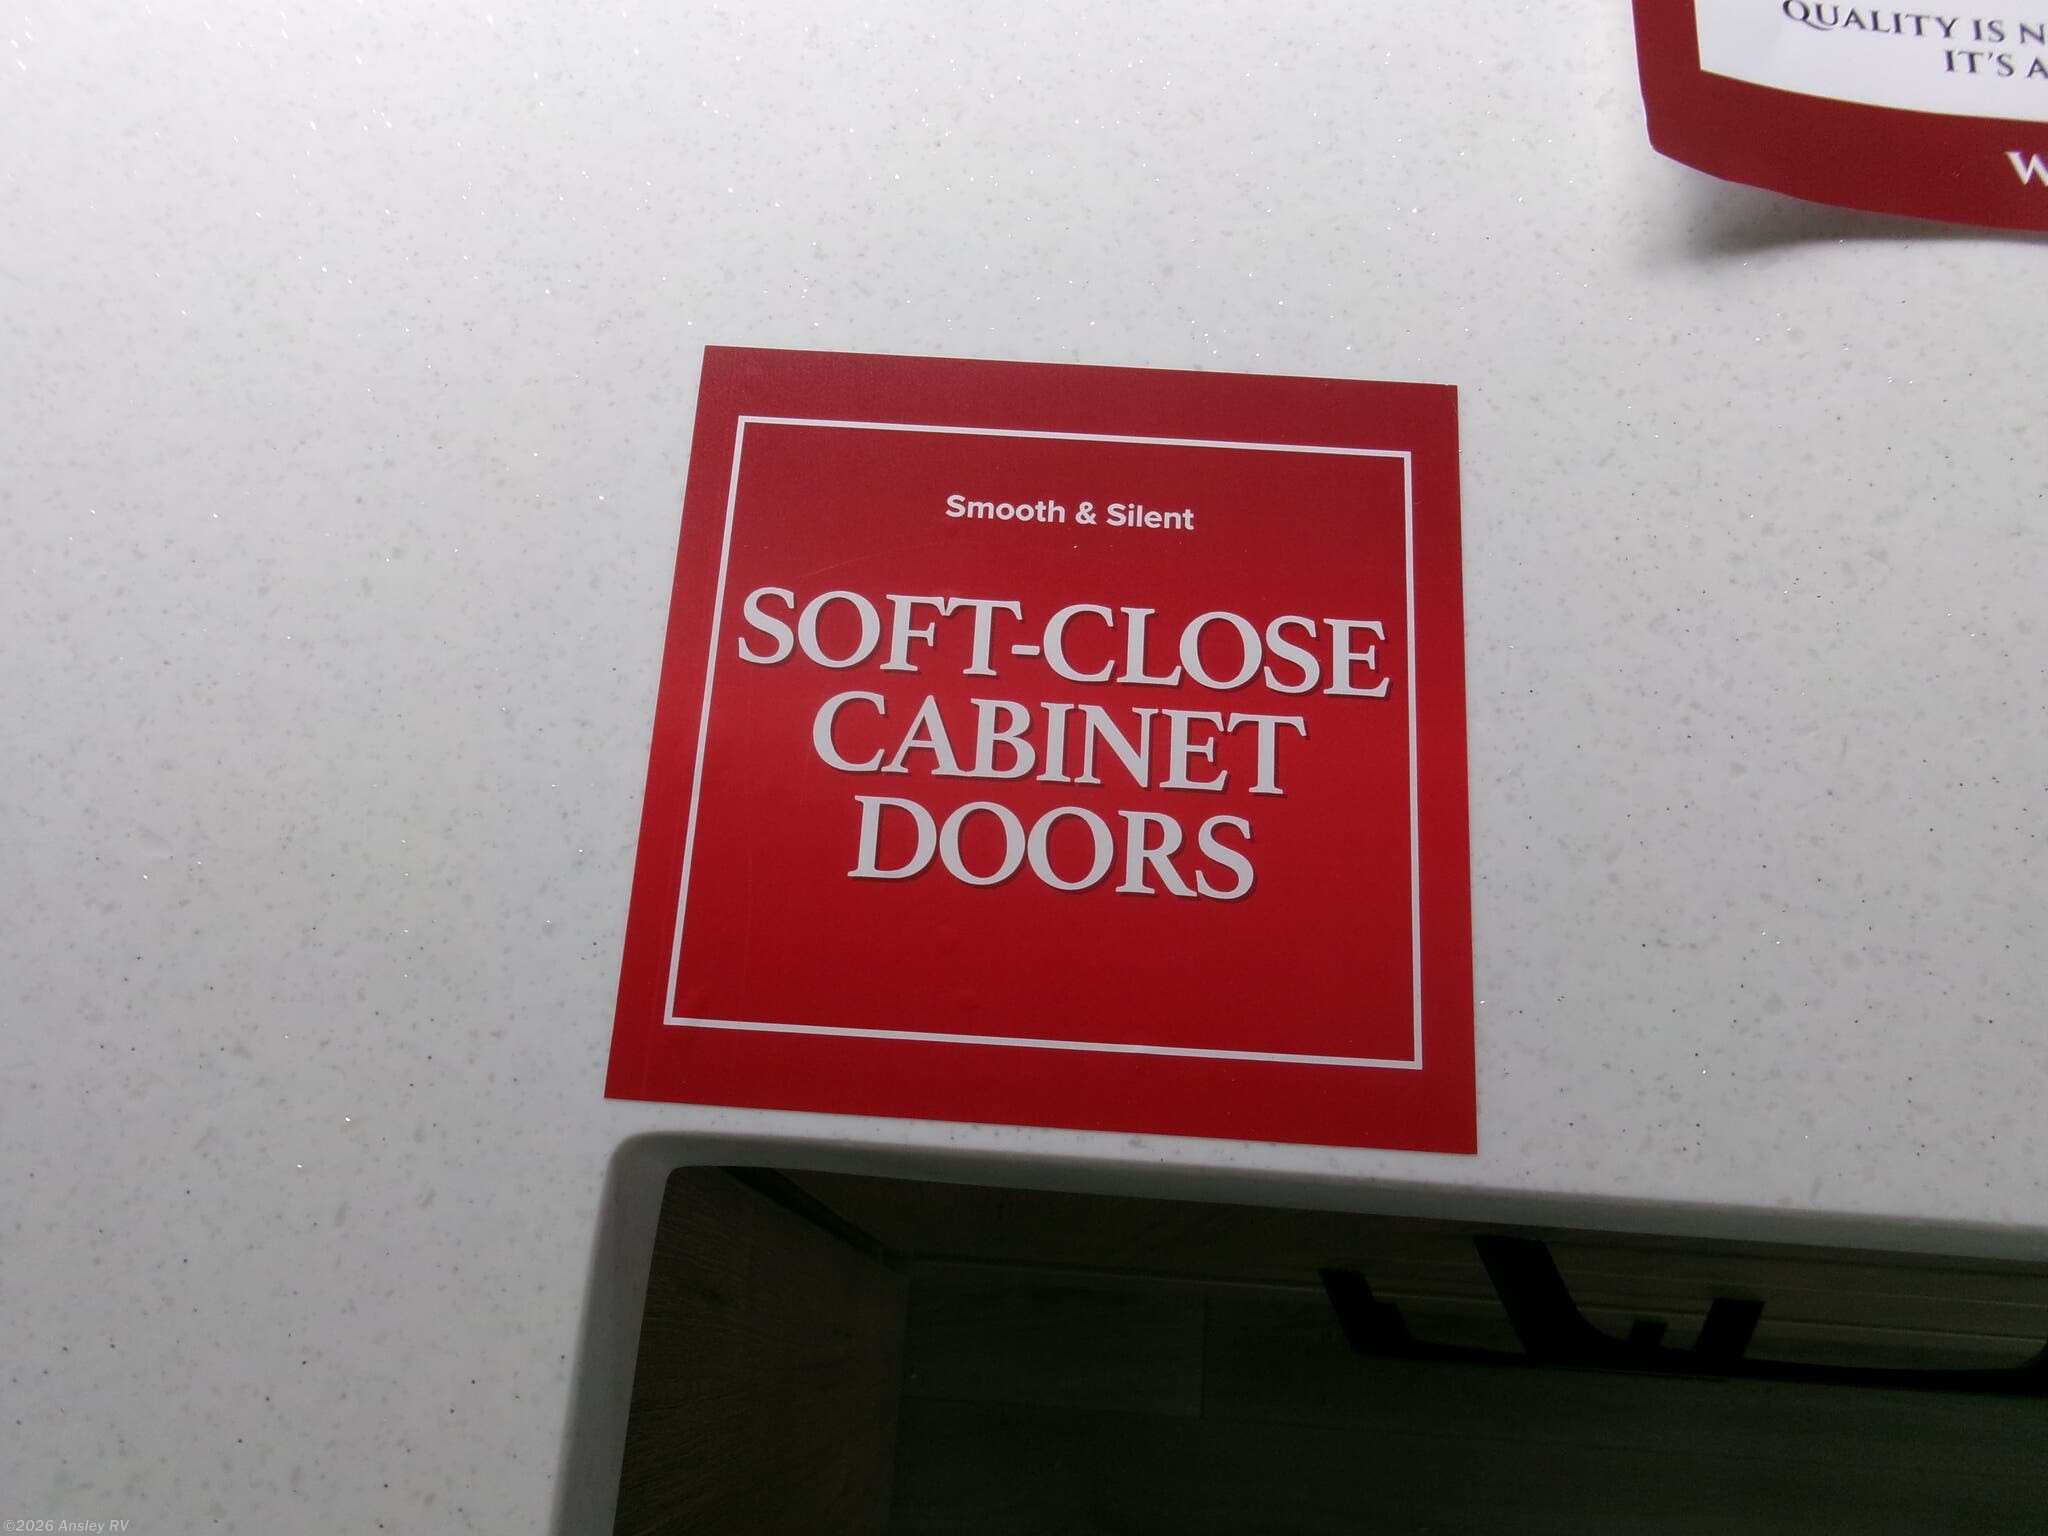 QUALITY IS
IT'S
Smooth & Silent
SOFT-CLOSE
CABINET
DOORS
©2026 Ansley RV